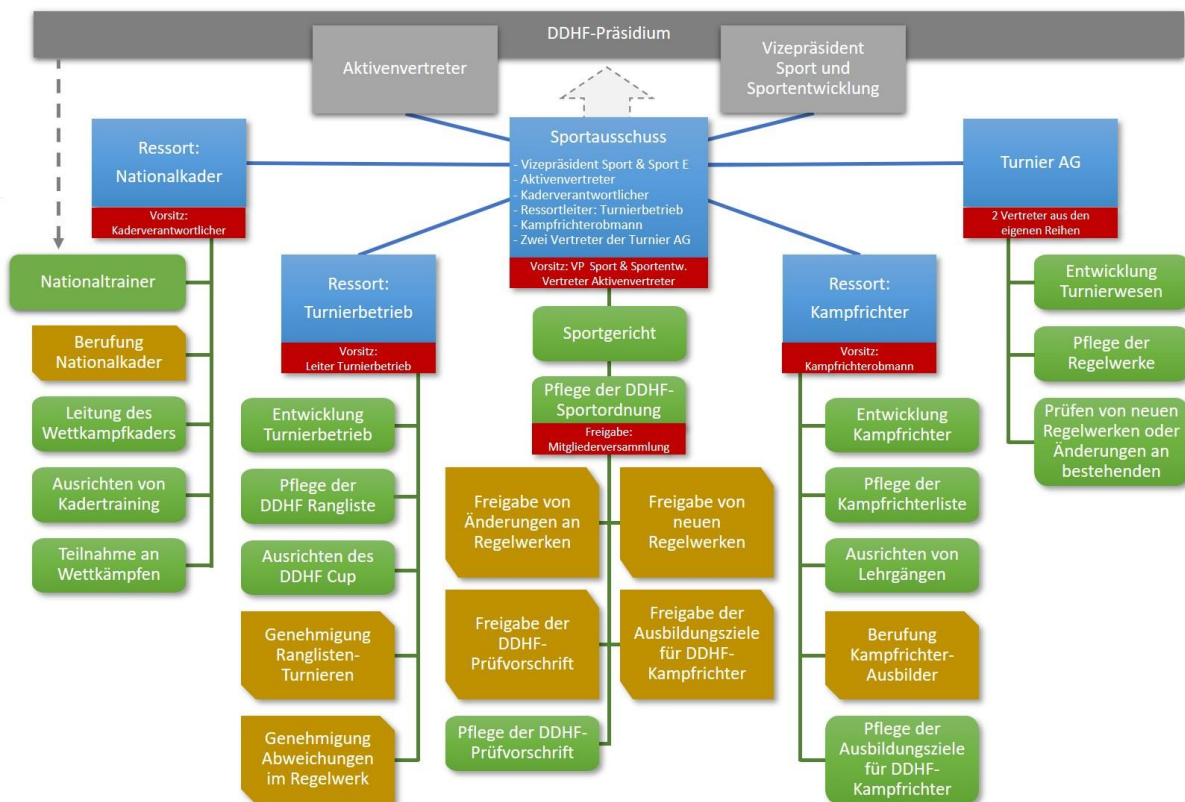 DDHF-Präsidium
Aktivenvertreter
Vizepräsident
Sport und
Sportentwicklung
Ressort:
Nationalkader
Vorsitz:
Kaderverantwortlicher
Sportausschuss
- Vizepräsident Sport & Sport E
- Aktivenvertreter
- Kaderverantwortlicher
- Ressortleiter: Turnierbetrieb
- Kampfrichterobmann
- Zwei Vertreter der Turnier AG
Vorsitz: VP Sport & Sportentw.
Vertreter Aktivenvertreter
Turnier AG
2 Vertreter aus den
eigenen Reihen
Nationaltrainer
Berufung
Nationalkader
Leitung des
Wettkampfkaders
Ausrichten von
Kadertraining
Teilnahme an
Wettkämpfen
Ressort:
Turnierbetrieb
Vorsitz:
Leiter Turnierbetrieb
Entwicklung
Turnierbetrieb
Pflege der
DDHF Rangliste
Ausrichten des
DDHF Cup
Genehmigung
Ranglisten-
Turnieren
Genehmigung
Abweichungen
im Regelwerk
Sportgericht
Pflege der DDHF-
Sportordnung
Freigabe:
Mitgliederversammlung
Freigabe von
Änderungen an
Regelwerken
Freigabe von
neuen
Regelwerken
Freigabe der
DDHF-
Prüfvorschrift
Freigabe der
Ausbildungsziele
für DDHF-
Kampfrichter
Pflege der DDHF-
Prüfvorschrift
Ressort:
Kampfrichter
Vorsitz:
Kampfrichterobmann
Entwicklung
Kampfrichter
Pflege der
Kampfrichterliste
Ausrichten von
Lehrgängen
Berufung
Kampfrichter-
Ausbilder
Pflege der
Ausbildungsziele
für DDHF-
Kampfrichter
Entwicklung
Turnierwesen
Pflege der
Regelwerke
Prüfen von neuen
Regelwerken oder
Änderungen an
bestehenden